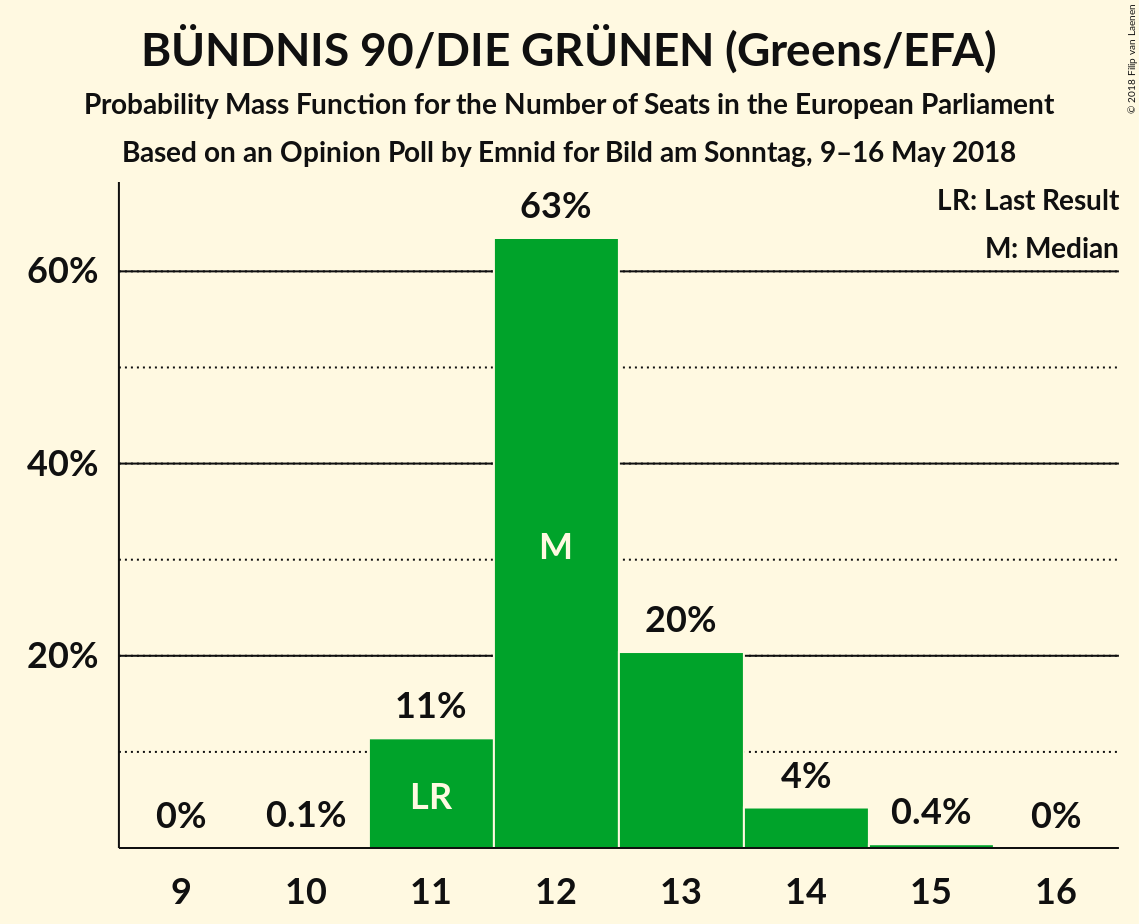 BÜNDNIS 90/DIE GRÜNEN (Greens/EFA)
Probability Mass Function for the Number of Seats in the European Parliament
Based on an Opinion Poll by Emnid for Bild am Sonntag, 9–16 May 2018
© 2018 Filip van Laenen
LR: Last Result
M: Median
60%
40%
20%
0%
0.1%
11%
63%
20%
4%
0.4%
0%
LR
M
9 10 11 12 13 14 15 16